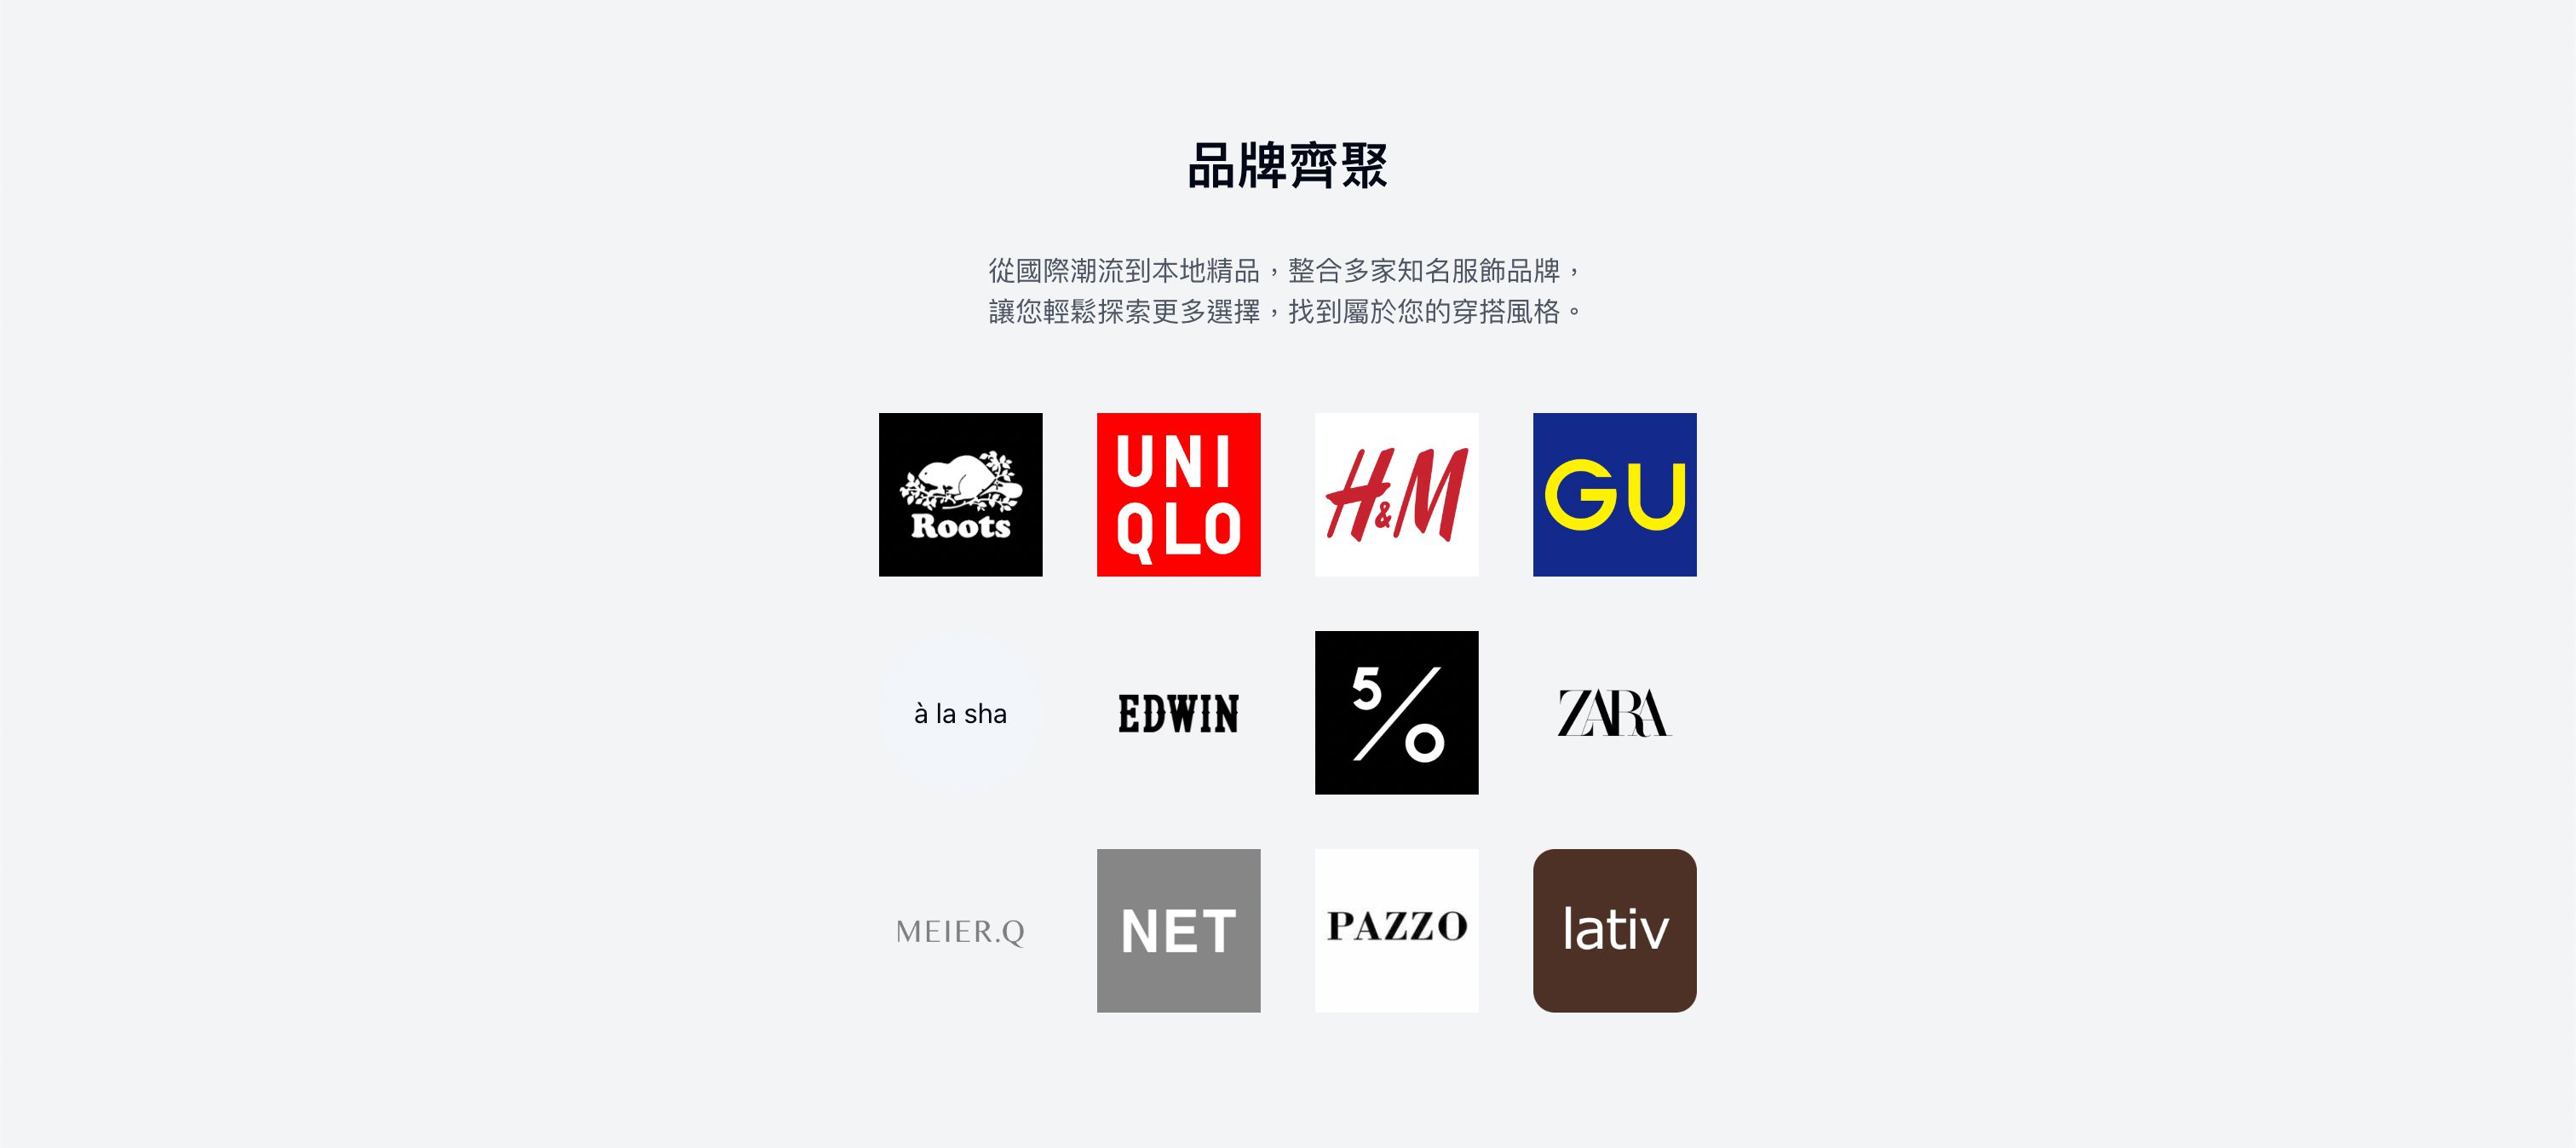 品牌齊聚
從國際潮流到本地精品，整合多家知名服飾品牌，
讓您輕鬆探索更多選擇，找到屬於您的穿搭風格。
Roots
UNI
QLO
H&M
GU
à la sha
EDWIN
5/0
ZARA
MEIER.Q
NET
PAZZO
lativ